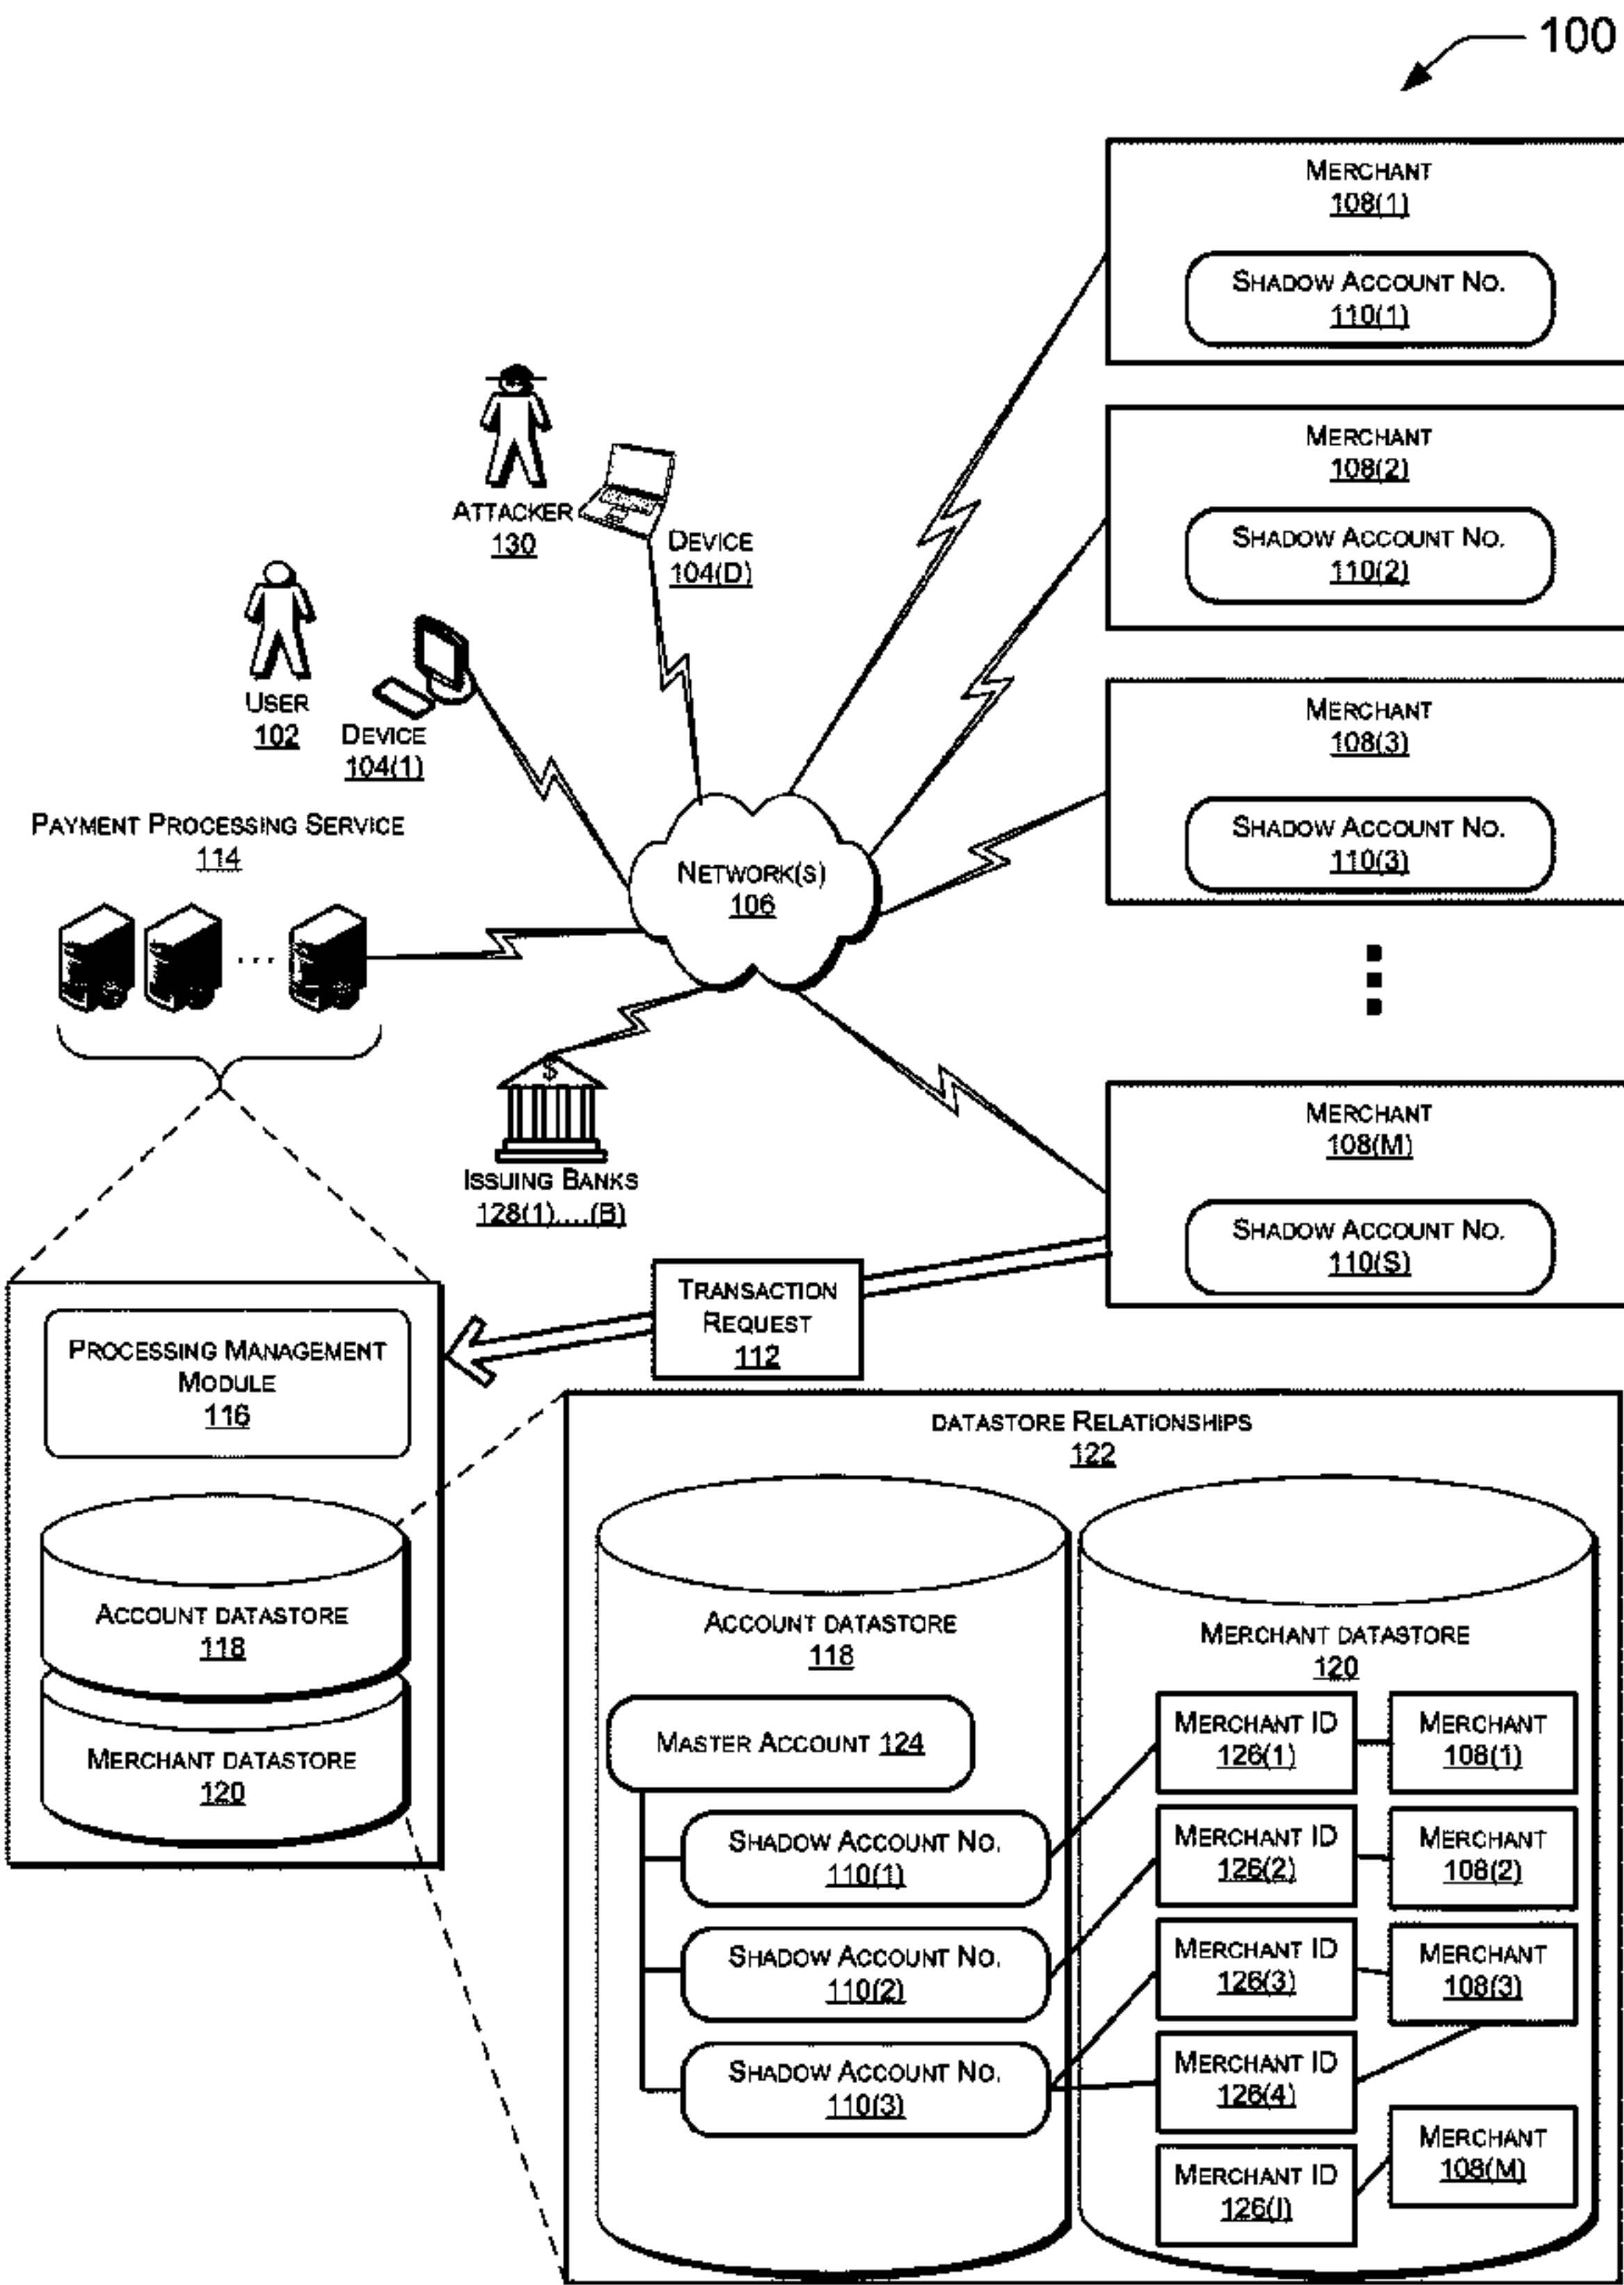 100
MERCHANT
108(1)
SHADOW ACCOUNT NO.
110(1)
MERCHANT
108(2)
SHADOW ACCOUNT NO.
110(2)
MERCHANT
108(3)
SHADOW ACCOUNT NO.
110(3)
MERCHANT
108(M)
SHADOW ACCOUNT NO.
110(S)
ATTACKER
130
DEVICE
104(D)
USER
102
DEVICE
104(1)
PAYMENT PROCESSING SERVICE
114
...
NETWORK(S)
106
$
ISSUING BANKS
128(1)....(B)
TRANSACTION
REQUEST
112
PROCESSING MANAGEMENT
MODULE
116
ACCOUNT DATASTORE
118
MERCHANT DATASTORE
120
DATASTORE RELATIONSHIPS
122
ACCOUNT DATASTORE
118
MASTER ACCOUNT 124
SHADOW ACCOUNT NO.
110(1)
SHADOW ACCOUNT NO.
110(2)
SHADOW ACCOUNT NO.
110(3)
MERCHANT DATASTORE
120
MERCHANT ID
126(1)
MERCHANT
108(1)
MERCHANT ID
126(2)
MERCHANT
108(2)
MERCHANT ID
126(3)
MERCHANT
108(3)
MERCHANT ID
126(4)
MERCHANT ID
126(I)
MERCHANT
108(M)